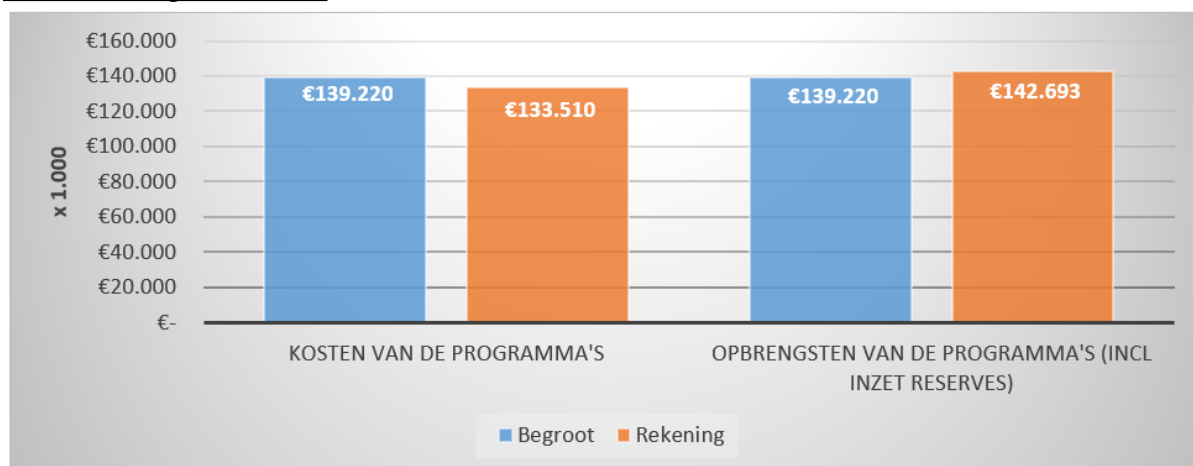 €160.000
€140.000
€120.000
€100.000
€80.000
€60.000
€40.000
€20.000
€-
x 1.000
€139.220
€133.510
€139.220
€142.693
KOSTEN VAN DE PROGRAMMA'S
OPBRENGSTEN VAN DE PROGRAMMA'S (INCL
INZET RESERVES)
Begroot
Rekening